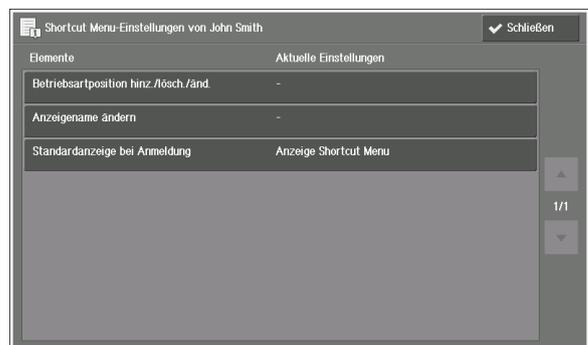 Shortcut Menu-Einstellungen von John Smith
Schließen
Elemente Aktuelle Einstellungen
Betriebsartposition hinz./lösch./änd. -
Anzeigename ändern -
Standardanzeige bei Anmeldung Anzeige Shortcut Menu
1/1